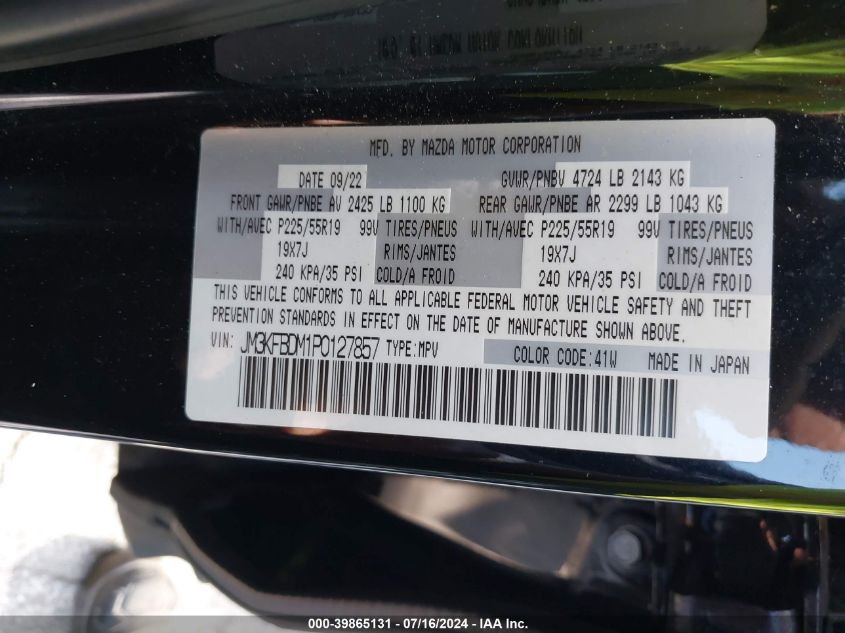 MFD. BY MAZDA MOTOR CORPORATION
DATE 09/22 GVWR/PNBV 4724 LB 2143 KG
FRONT GAWR/PNBE AV 2425 LB 1100 KG REAR GAWR/PNBE AR 2299 LB 1043 KG
WITH/AVEC P225/55R19 99V TIRES/PNEUS WITH/AVEC P225/55R19 99V TIRES/PNEUS
19X7J RIMS/JANTES 19X7J RIMS/JANTES
240 KPA/35 PSI COLD/A FROID 240 KPA/35 PSI COLD/A FROID
THIS VEHICLE CONFORMS TO ALL APPLICABLE FEDERAL MOTOR VEHICLE SAFETY AND THEFT
PREVENTION STANDARDS IN EFFECT ON THE DATE OF MANUFACTURE SHOWN ABOVE.
VIN: JM3KFBDM1P0127857 TYPE:MPV COLOR CODE:41W MADE IN JAPAN
000-39865131 - 07/16/2024 - IAA Inc.